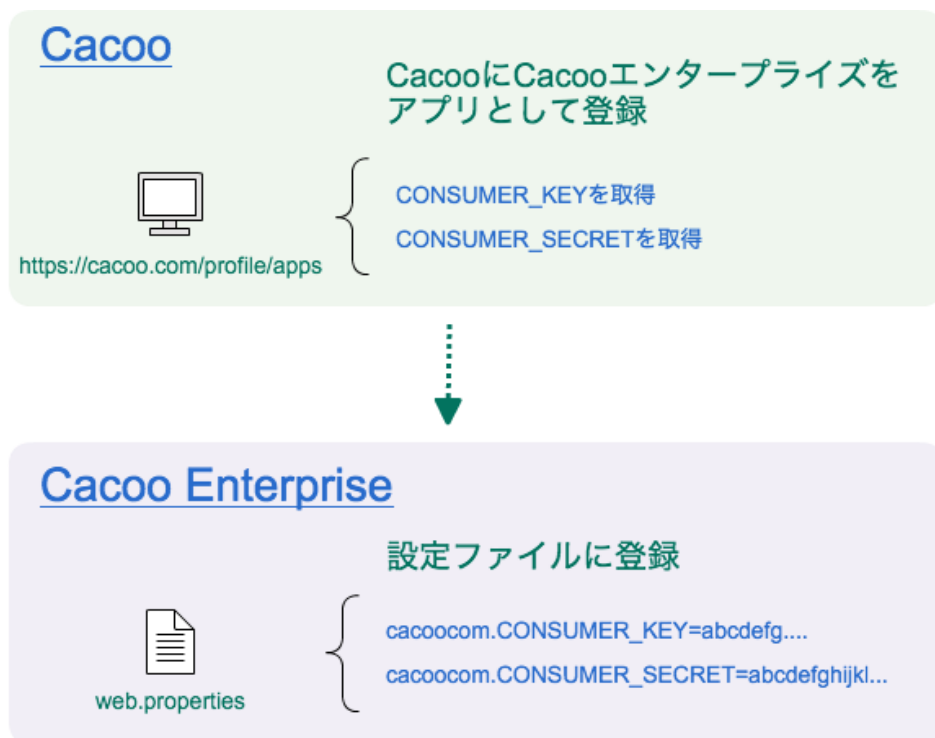 Cacoo
CacooにCacooエンタープライズを
アプリとして登録
CONSUMER_KEYを取得
CONSUMER_SECRETを取得
https://cacoo.com/profile/apps
Cacoo Enterprise
設定ファイルに登録
cacoocom.CONSUMER_KEY=abcdefg....
cacoocom.CONSUMER_SECRET=abcdefghijkl...
web.properties